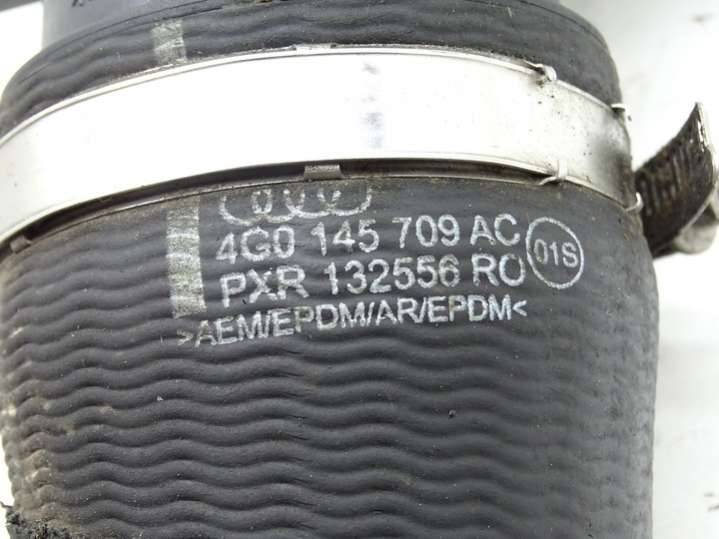 4G0 145 709 AC
PXR 132556 RO
01S
>AEM/EPDM/AR/EPDM<